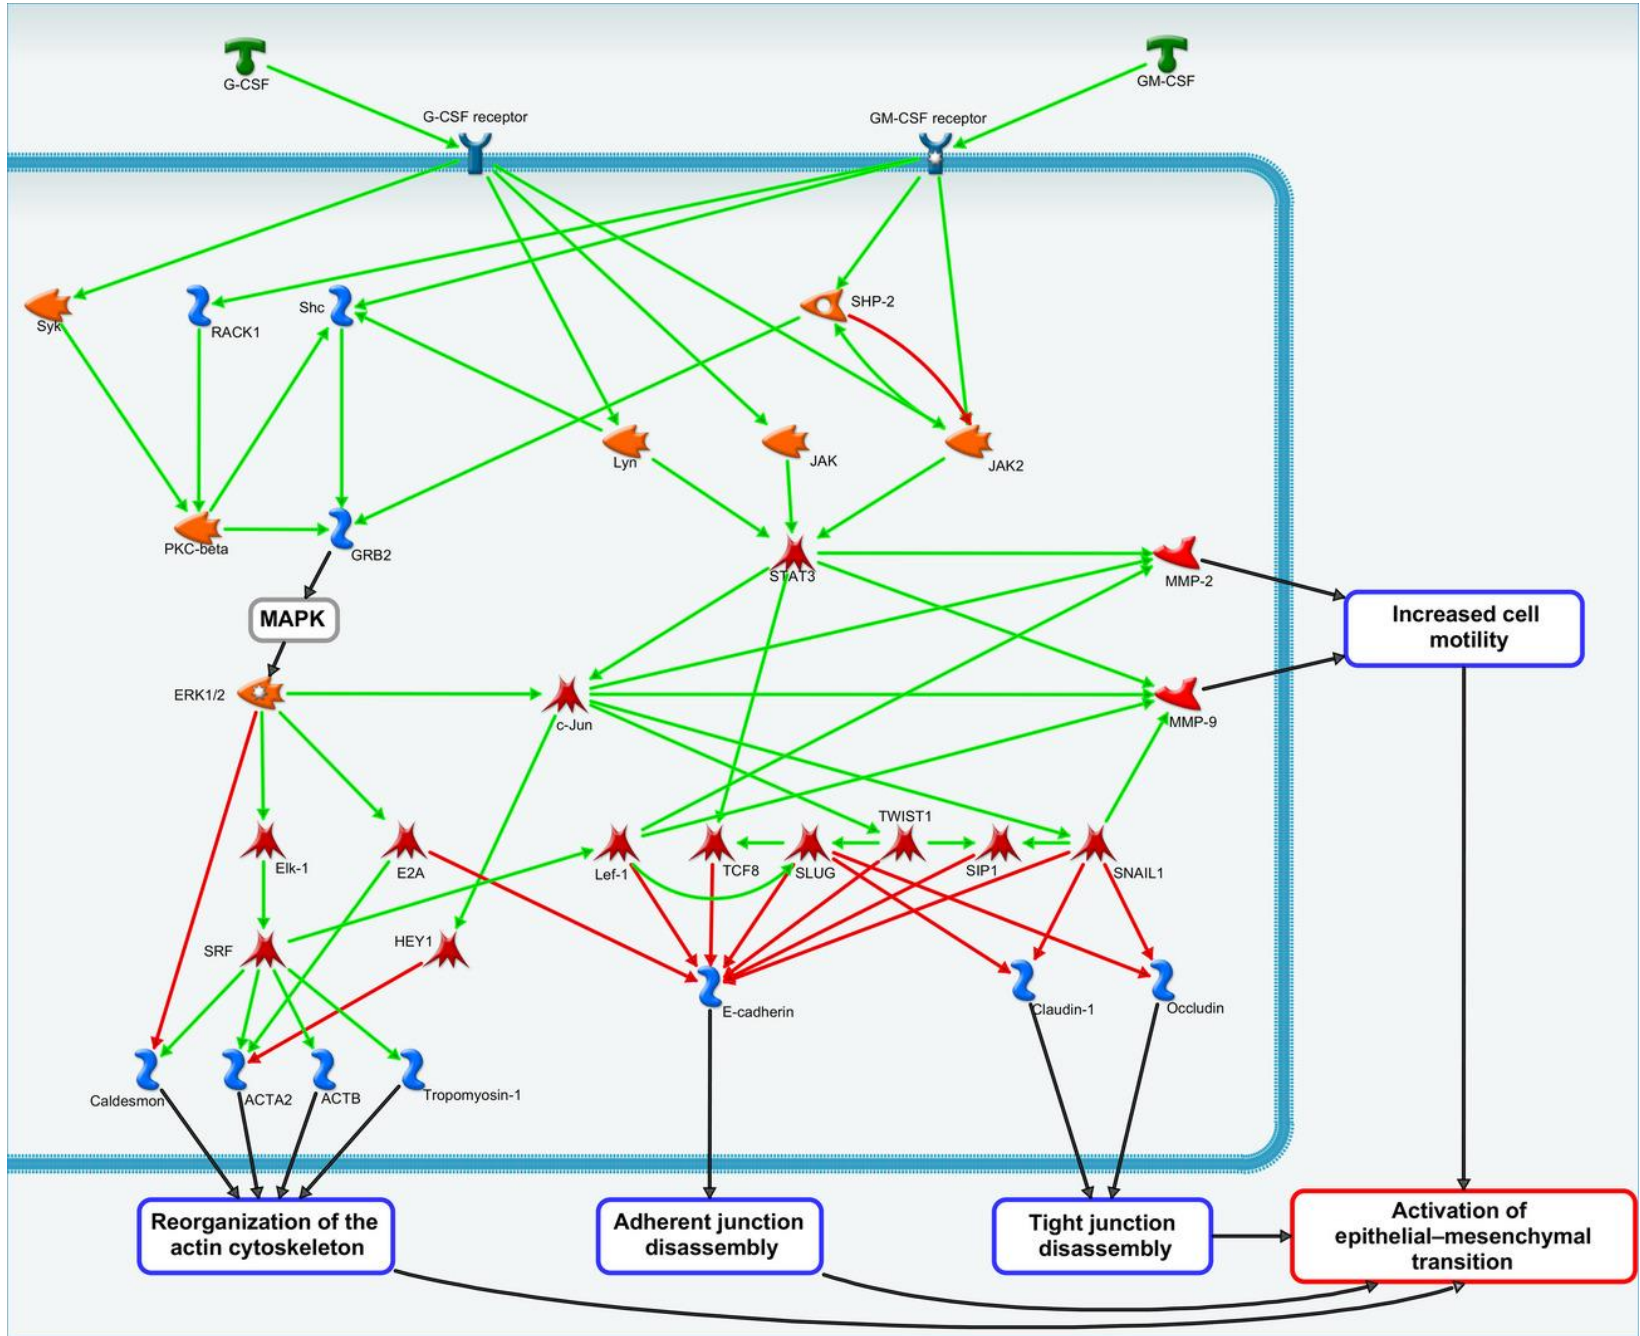 G-CSF
GM-CSF
G-CSF receptor
GM-CSF receptor
Syk
RACK1
Shc
SHP-2
Lyn
JAK
JAK2
PKC-beta
GRB2
STAT3
MMP-2
MAPK
Increased cell
motility
ERK1/2
c-Jun
MMP-9
Elk-1
E2A
Lef-1
TCF8
SLUG
TWIST1
SIP1
SNAIL1
SRF
HEY1
E-cadherin
Claudin-1
Occludin
Caldesmon
ACTA2
ACTB
Tropomyosin-1
Reorganization of the
actin cytoskeleton
Adherent junction
disassembly
Tight junction
disassembly
Activation of
epithelial–mesenchymal
transition